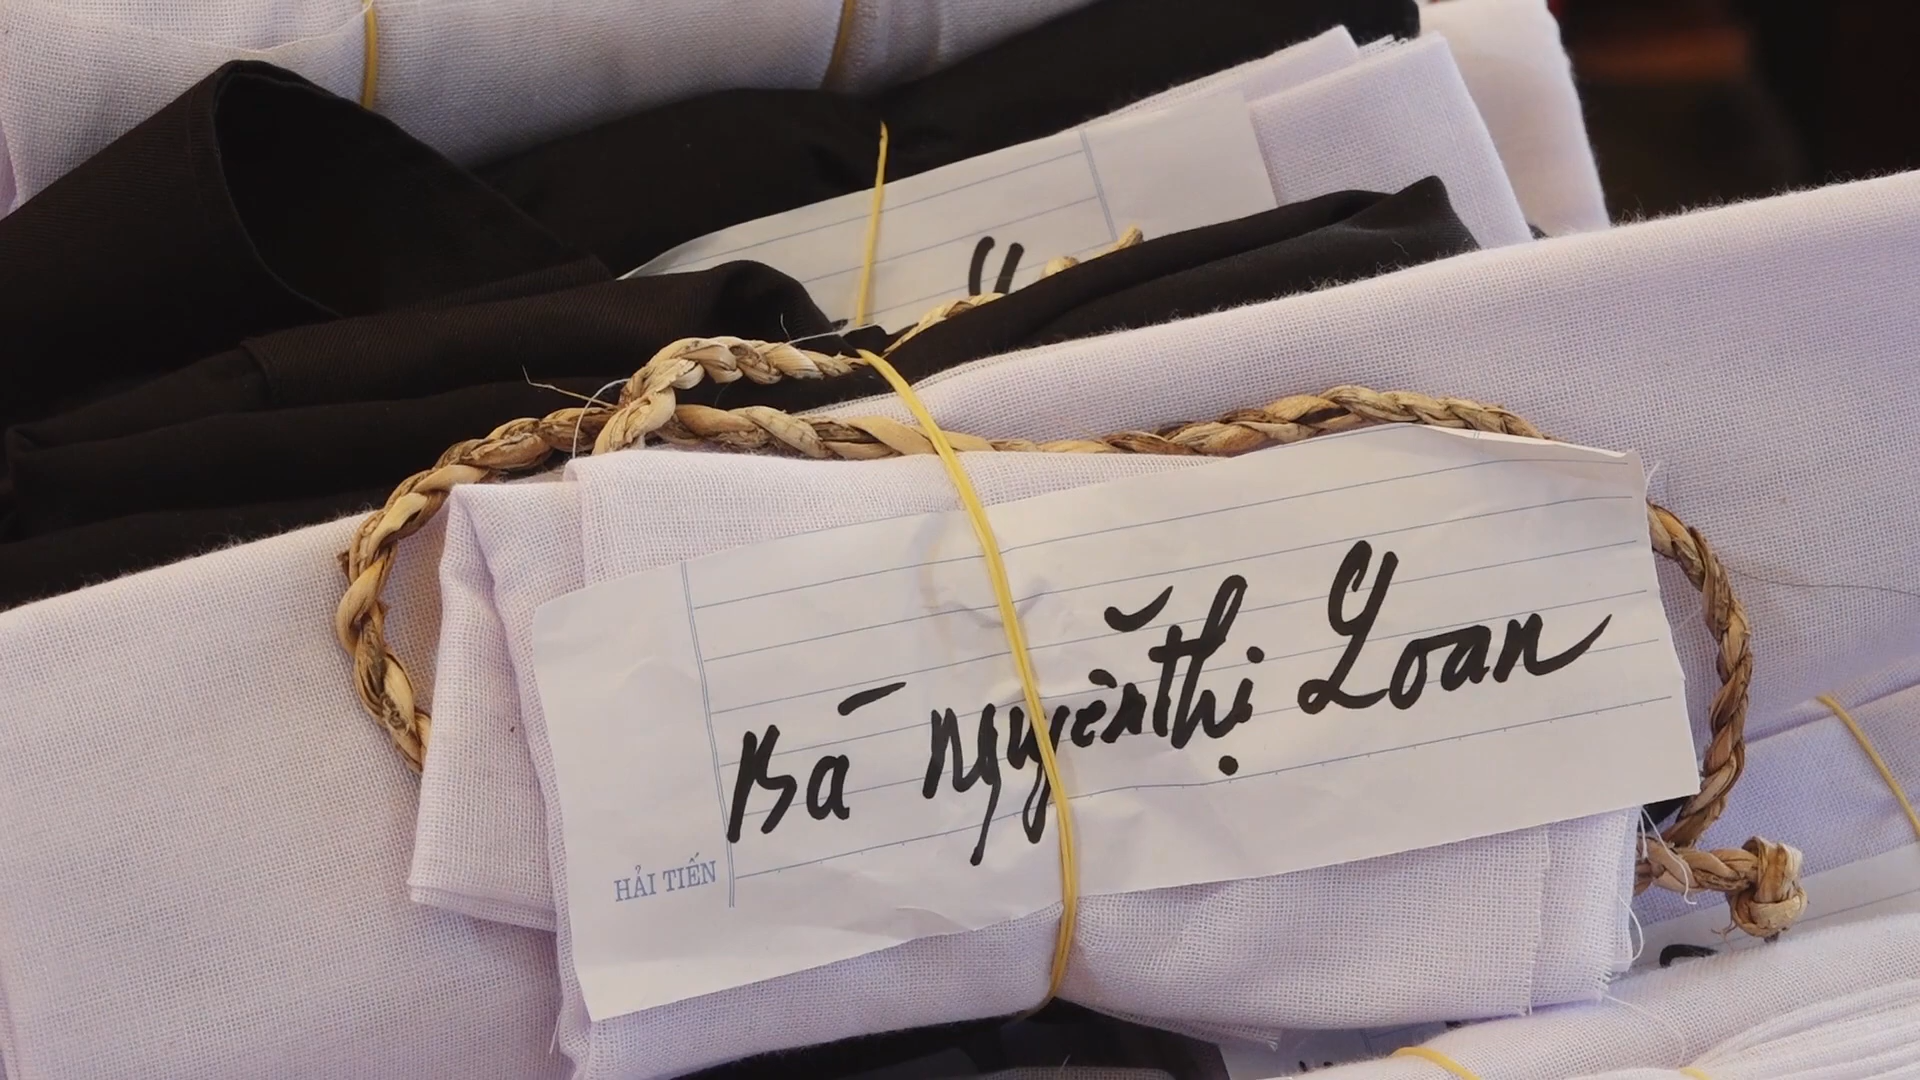 Bà Nguyễn Thị Loan
HẢI TIẾN